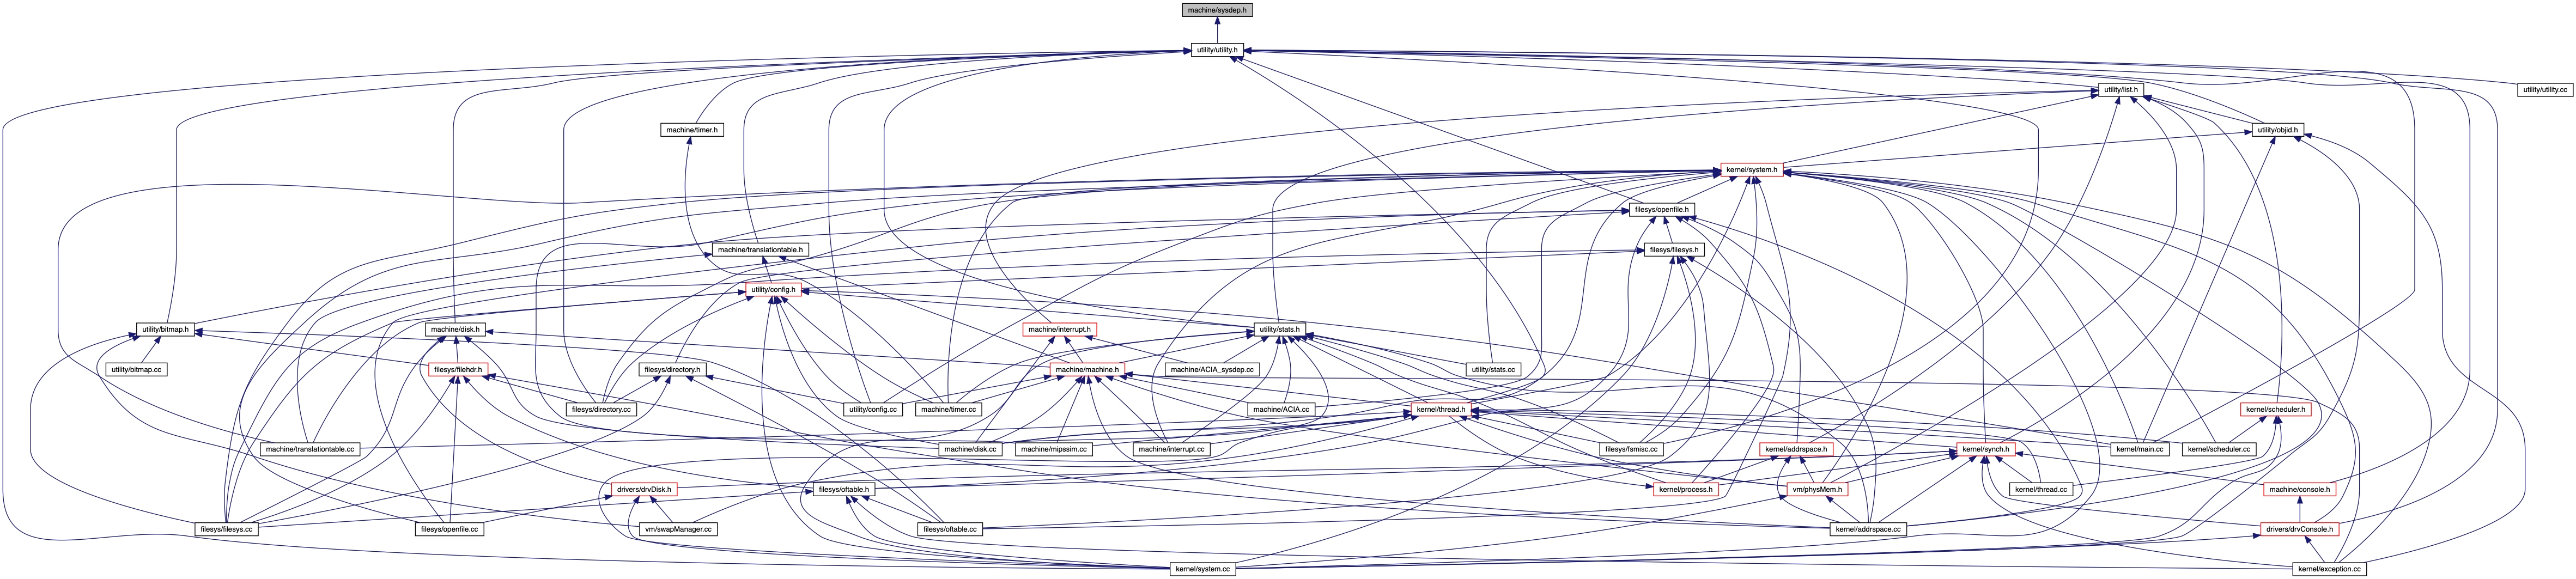 machine/sysdep.h
utility/utility.h
utility/list.h
utility/utility.cc
machine/timer.h
utility/objid.h
kernel/system.h
filesys/openfile.h
machine/translationtable.h
filesys/filesys.h
utility/config.h
utility/bitmap.h
machine/disk.h
machine/interrupt.h
utility/stats.h
utility/bitmap.cc
filesys/filehdr.h
filesys/directory.h
machine/machine.h
machine/ACIA_sysdep.cc
utility/stats.cc
filesys/directory.cc
utility/config.cc
machine/timer.cc
machine/ACIA.cc
kernel/thread.h
kernel/scheduler.h
machine/translationtable.cc
machine/disk.cc
machine/mipssim.cc
machine/interrupt.cc
filesys/fsmisc.cc
kernel/addrspace.h
kernel/synch.h
kernel/main.cc
kernel/scheduler.cc
drivers/drvDisk.h
filesys/oftable.h
kernel/process.h
vm/physMem.h
kernel/thread.cc
machine/console.h
filesys/filesys.cc
filesys/openfile.cc
vm/swapManager.cc
filesys/oftable.cc
kernel/addrspace.cc
drivers/drvConsole.h
kernel/system.cc
kernel/exception.cc